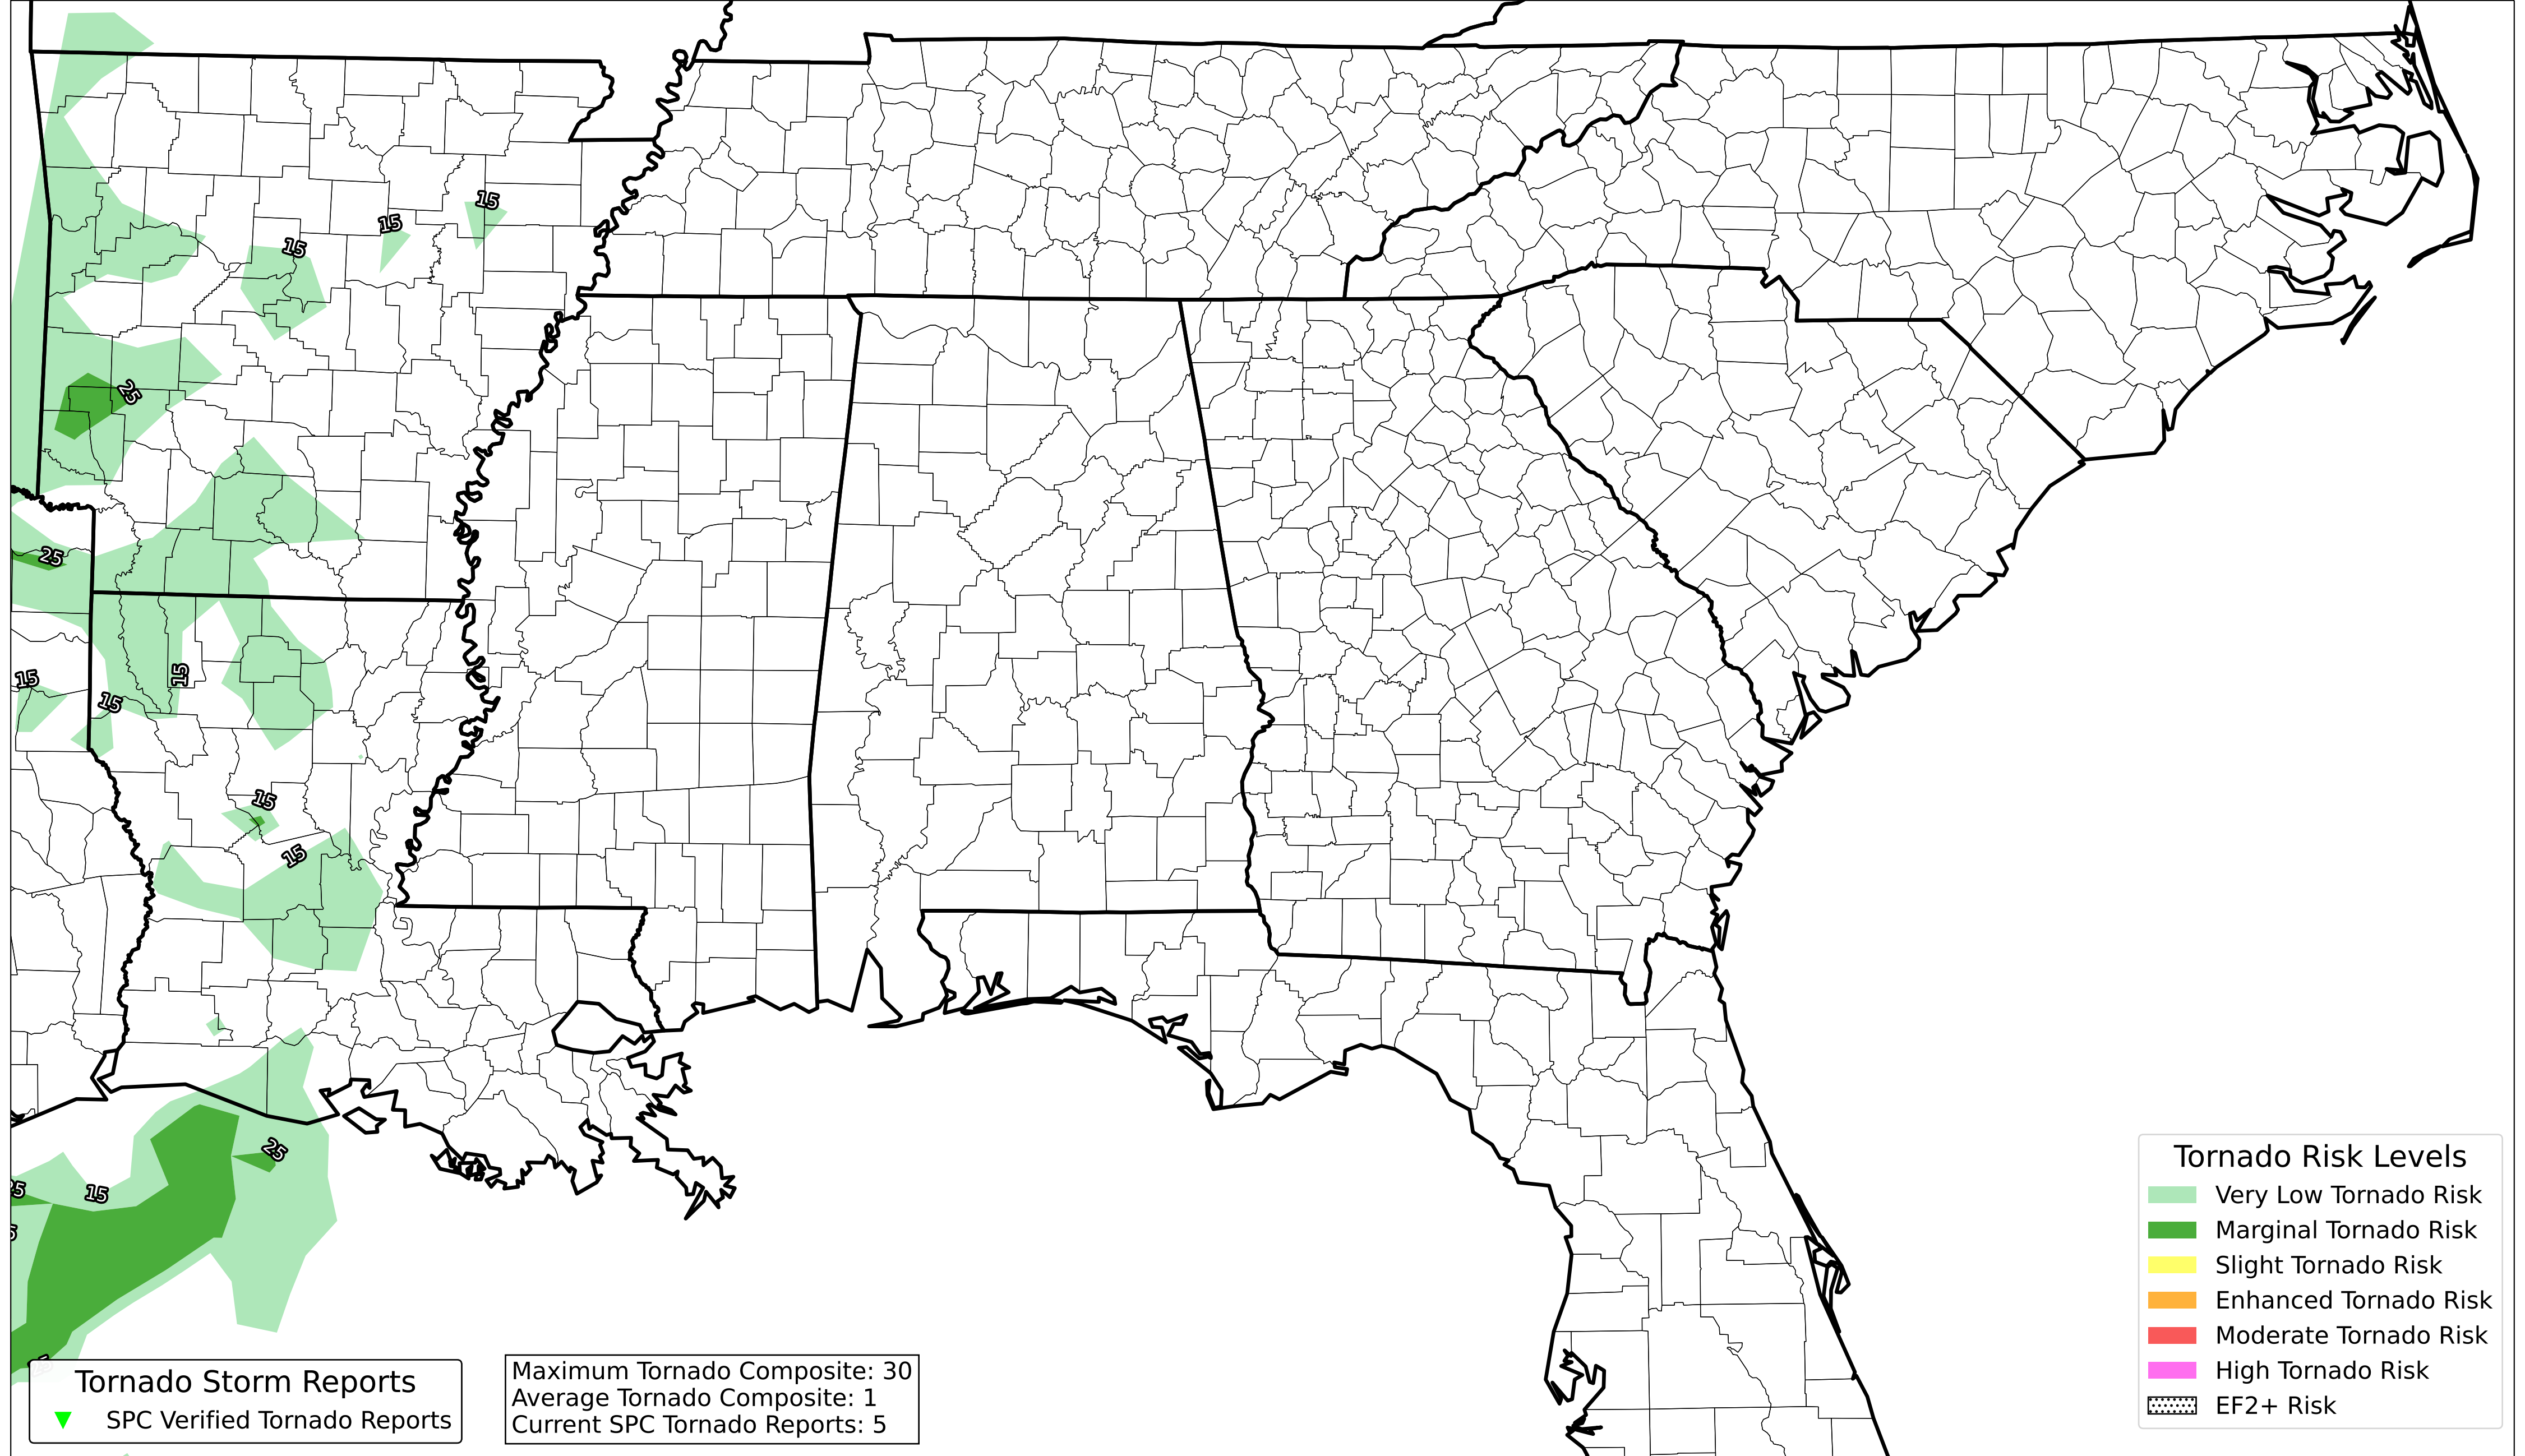 15
15
15
25
25
15
15
15
15
15
25
25
15
Tornado Risk Levels
Very Low Tornado Risk
Marginal Tornado Risk
Slight Tornado Risk
Enhanced Tornado Risk
Moderate Tornado Risk
High Tornado Risk
EF2+ Risk
Tornado Storm Reports
SPC Verified Tornado Reports
Maximum Tornado Composite: 30
Average Tornado Composite: 1
Current SPC Tornado Reports: 5